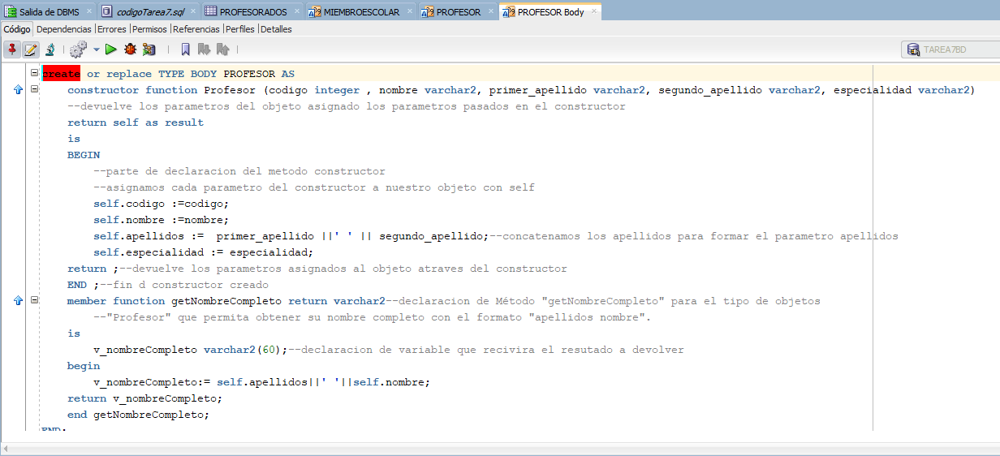 Salida de DBMS codigoTarea7.sql PROFESORADOS MIEMBROESCOLAR PROFESOR PROFESOR Body
Código Dependencias Errores Permisos Referencias Perfiles Detalles
TAREA7BD
create or replace TYPE BODY PROFESOR AS
constructor function Profesor (codigo integer , nombre varchar2, primer_apellido varchar2, segundo_apellido varchar2, especialidad varchar2)
--devuelve los parametros del objeto asignado los parametros pasados en el constructor
return self as result
is
BEGIN
--parte de declaracion del metodo constructor
--asignamos cada parametro del constructor a nuestro objeto con self
self.codigo :=codigo;
self.nombre :=nombre;
self.apellidos :=  primer_apellido ||' ' || segundo_apellido;--concatenamos los apellidos para formar el parametro apellidos
self.especialidad := especialidad;
return ;--devuelve los parametros asignados al objeto atraves del constructor
END ;--fin d constructor creado
member function getNombreCompleto return varchar2--declaracion de Método "getNombreCompleto" para el tipo de objetos
--"Profesor" que permita obtener su nombre completo con el formato "apellidos nombre".
is
v_nombreCompleto varchar2(60);--declaracion de variable que recivira el resutado a devolver
begin
v_nombreCompleto:= self.apellidos||' '||self.nombre;
return v_nombreCompleto;
end getNombreCompleto;
END;